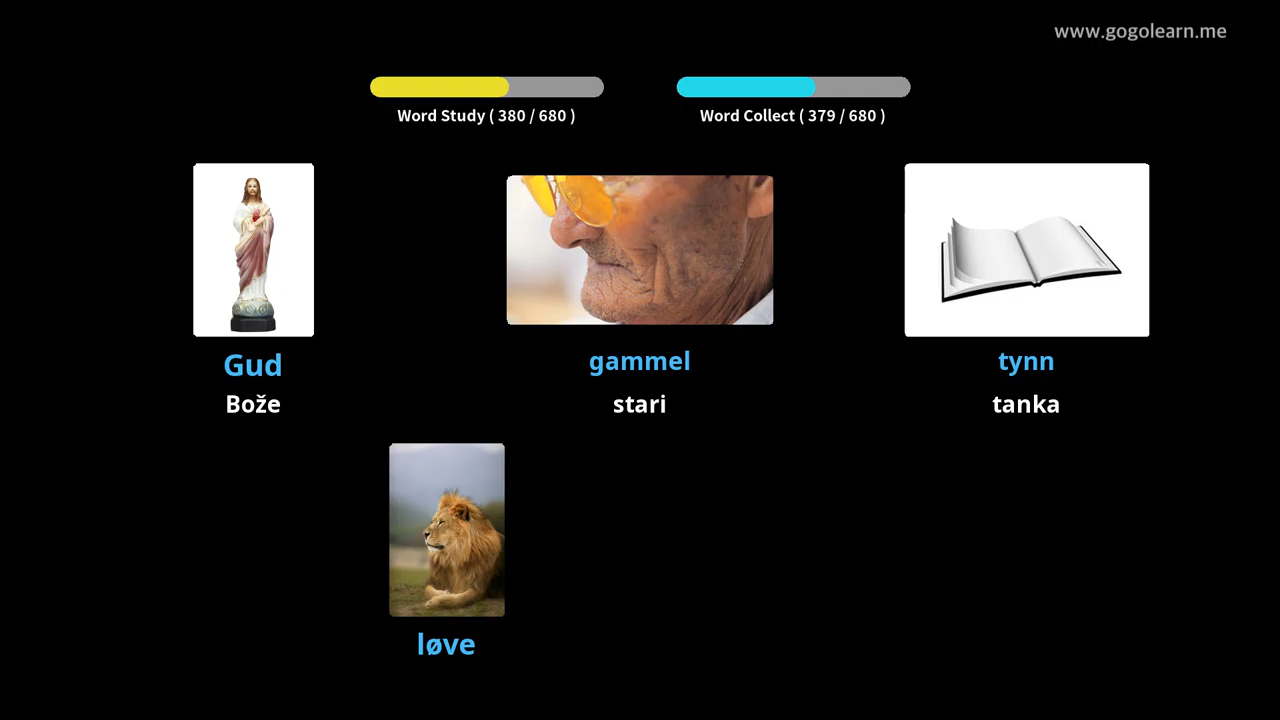 www.gogolearn.me
Word Study ( 380 / 680 )
Word Collect ( 379 / 680 )
Gud
gammel
tynn
Bože
stari
tanka
løve